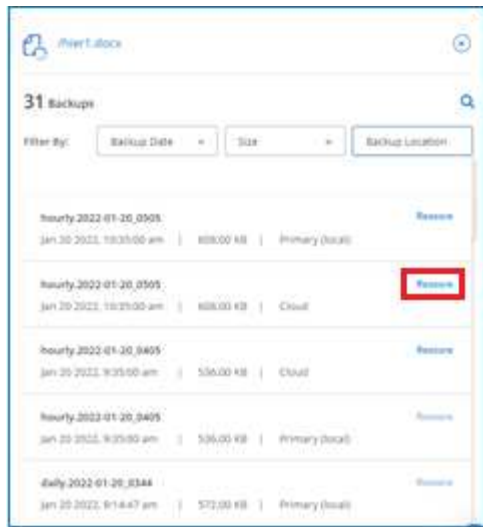 /hier1.docx
31 Backups
Filter By: Backup Date Size Backup Location
hourly.2022-01-20_0505 Restore
Jan 20 2022, 10:35:00 am | 608.00 KB | Primary (local)
hourly.2022-01-20_0505 Restore
Jan 20 2022, 10:35:00 am | 608.00 KB | Cloud
hourly.2022-01-20_0405 Restore
Jan 20 2022, 9:35:00 am | 536.00 KB | Cloud
hourly.2022-01-20_0405 Restore
Jan 20 2022, 9:35:00 am | 536.00 KB | Primary (local)
daily.2022-01-20_0344 Restore
Jan 20 2022, 9:14:47 am | 572.00 KB | Primary (local)